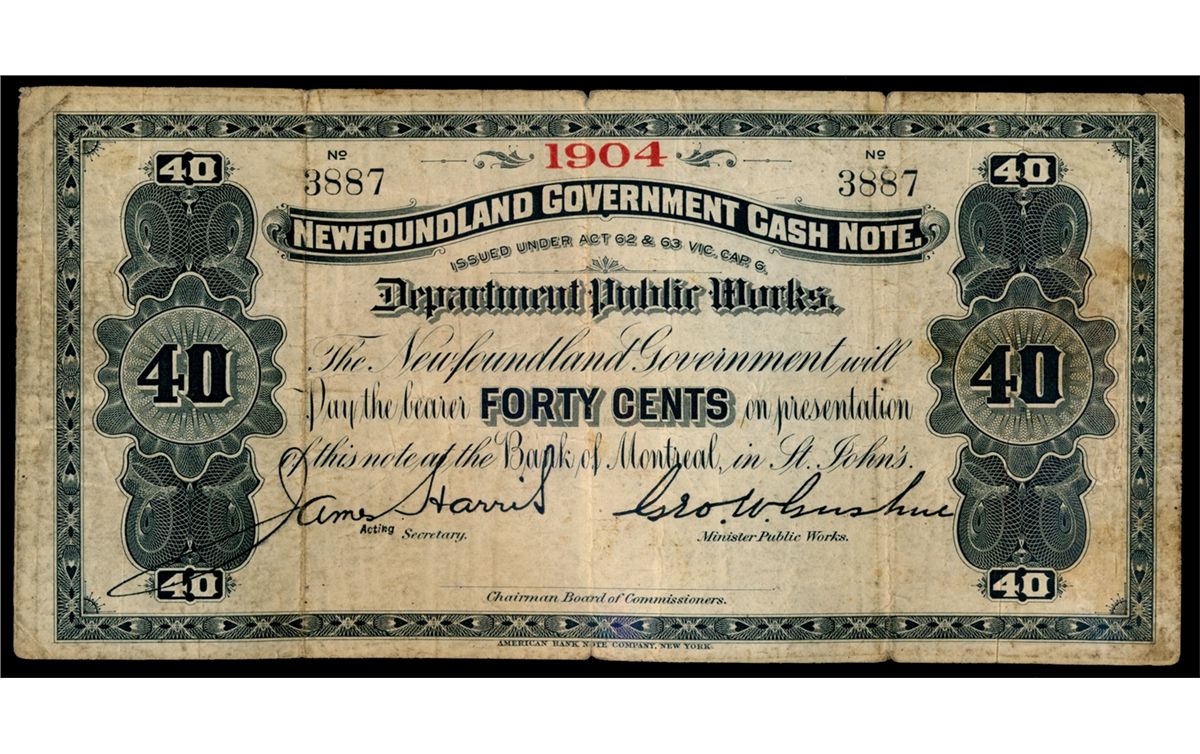 1904
Nº Nº
40 3887 3887 40
NEWFOUNDLAND GOVERNMENT CASH NOTE.
ISSUED UNDER ACT 62 & 63 VIC. CAP. 6.
Department Public Works.
The Newfoundland Government will
40 Pay the bearer FORTY CENTS on presentation 40
of this note at the Bank of Montreal, in St. John's.
James Harris Geo. W. Gushue
Acting Secretary. Minister Public Works.
40 40
Chairman Board of Commissioners.
AMERICAN BANK NOTE COMPANY, NEW YORK.